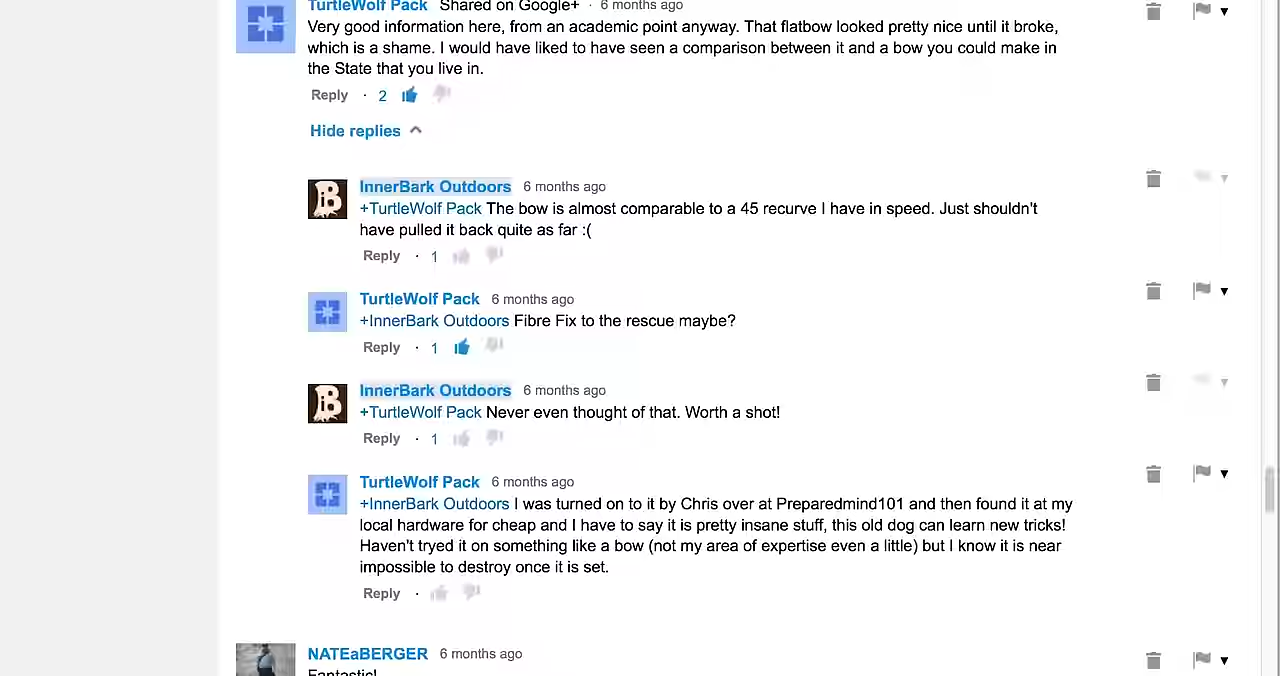 TurtleWolf Pack Shared on Google+ · 6 months ago
Very good information here, from an academic point anyway. That flatbow looked pretty nice until it broke,
which is a shame. I would have liked to have seen a comparison between it and a bow you could make in
the State that you live in.
Reply · 2
Hide replies
InnerBark Outdoors 6 months ago
+TurtleWolf Pack The bow is almost comparable to a 45 recurve I have in speed. Just shouldn't
have pulled it back quite as far :(
Reply · 1
TurtleWolf Pack 6 months ago
+InnerBark Outdoors Fibre Fix to the rescue maybe?
Reply · 1
InnerBark Outdoors 6 months ago
+TurtleWolf Pack Never even thought of that. Worth a shot!
Reply · 1
TurtleWolf Pack 6 months ago
+InnerBark Outdoors I was turned on to it by Chris over at Preparedmind101 and then found it at my
local hardware for cheap and I have to say it is pretty insane stuff, this old dog can learn new tricks!
Haven't tryed it on something like a bow (not my area of expertise even a little) but I know it is near
impossible to destroy once it is set.
Reply ·
NATEaBERGER 6 months ago
Fantastic!